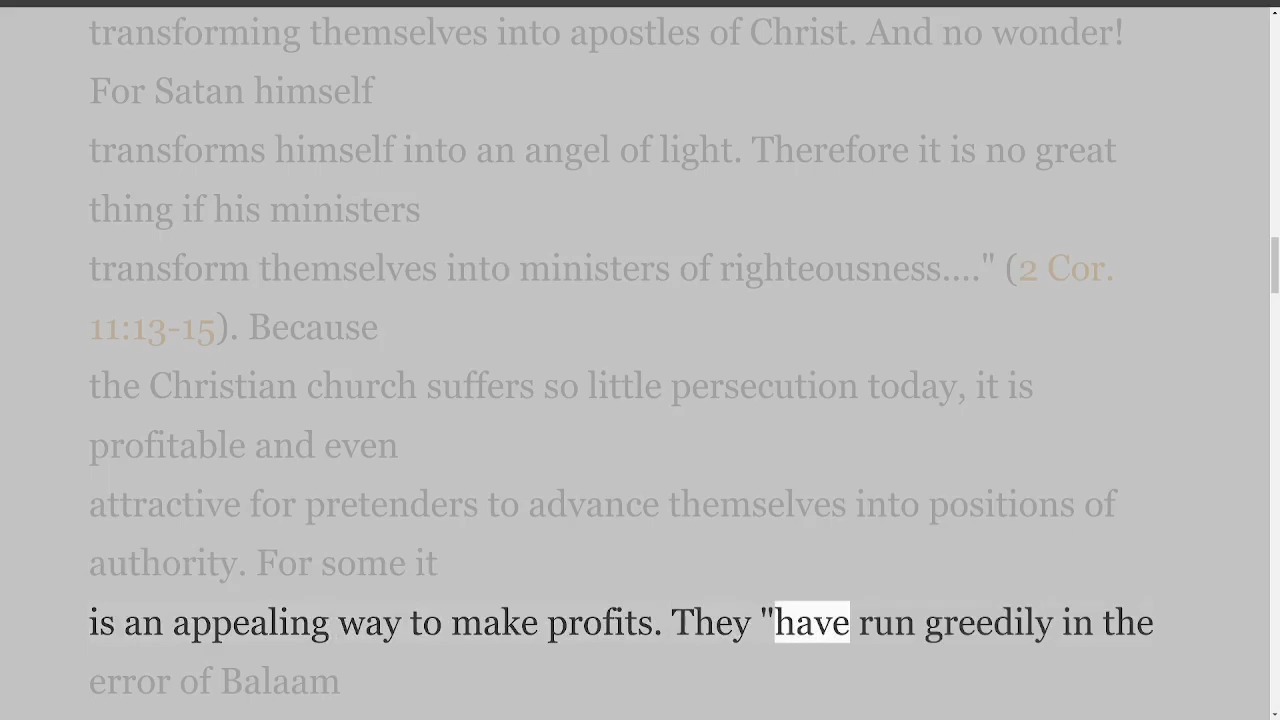 transforming themselves into apostles of Christ. And no wonder!
For Satan himself
transforms himself into an angel of light. Therefore it is no great
thing if his ministers
transform themselves into ministers of righteousness...." (2 Cor.
11:13-15). Because
the Christian church suffers so little persecution today, it is
profitable and even
attractive for pretenders to advance themselves into positions of
authority. For some it
is an appealing way to make profits. They "have run greedily in the
error of Balaam